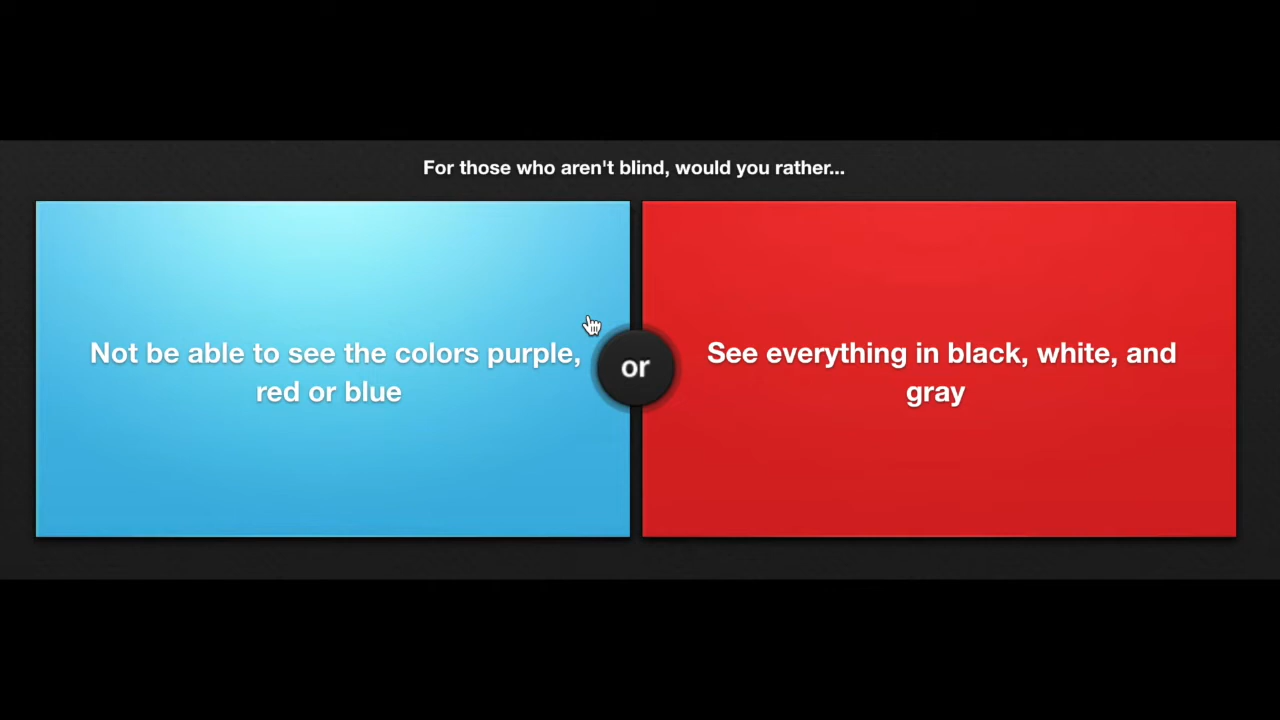 For those who aren't blind, would you rather...
Not be able to see the colors purple,
red or blue
or
See everything in black, white, and
gray